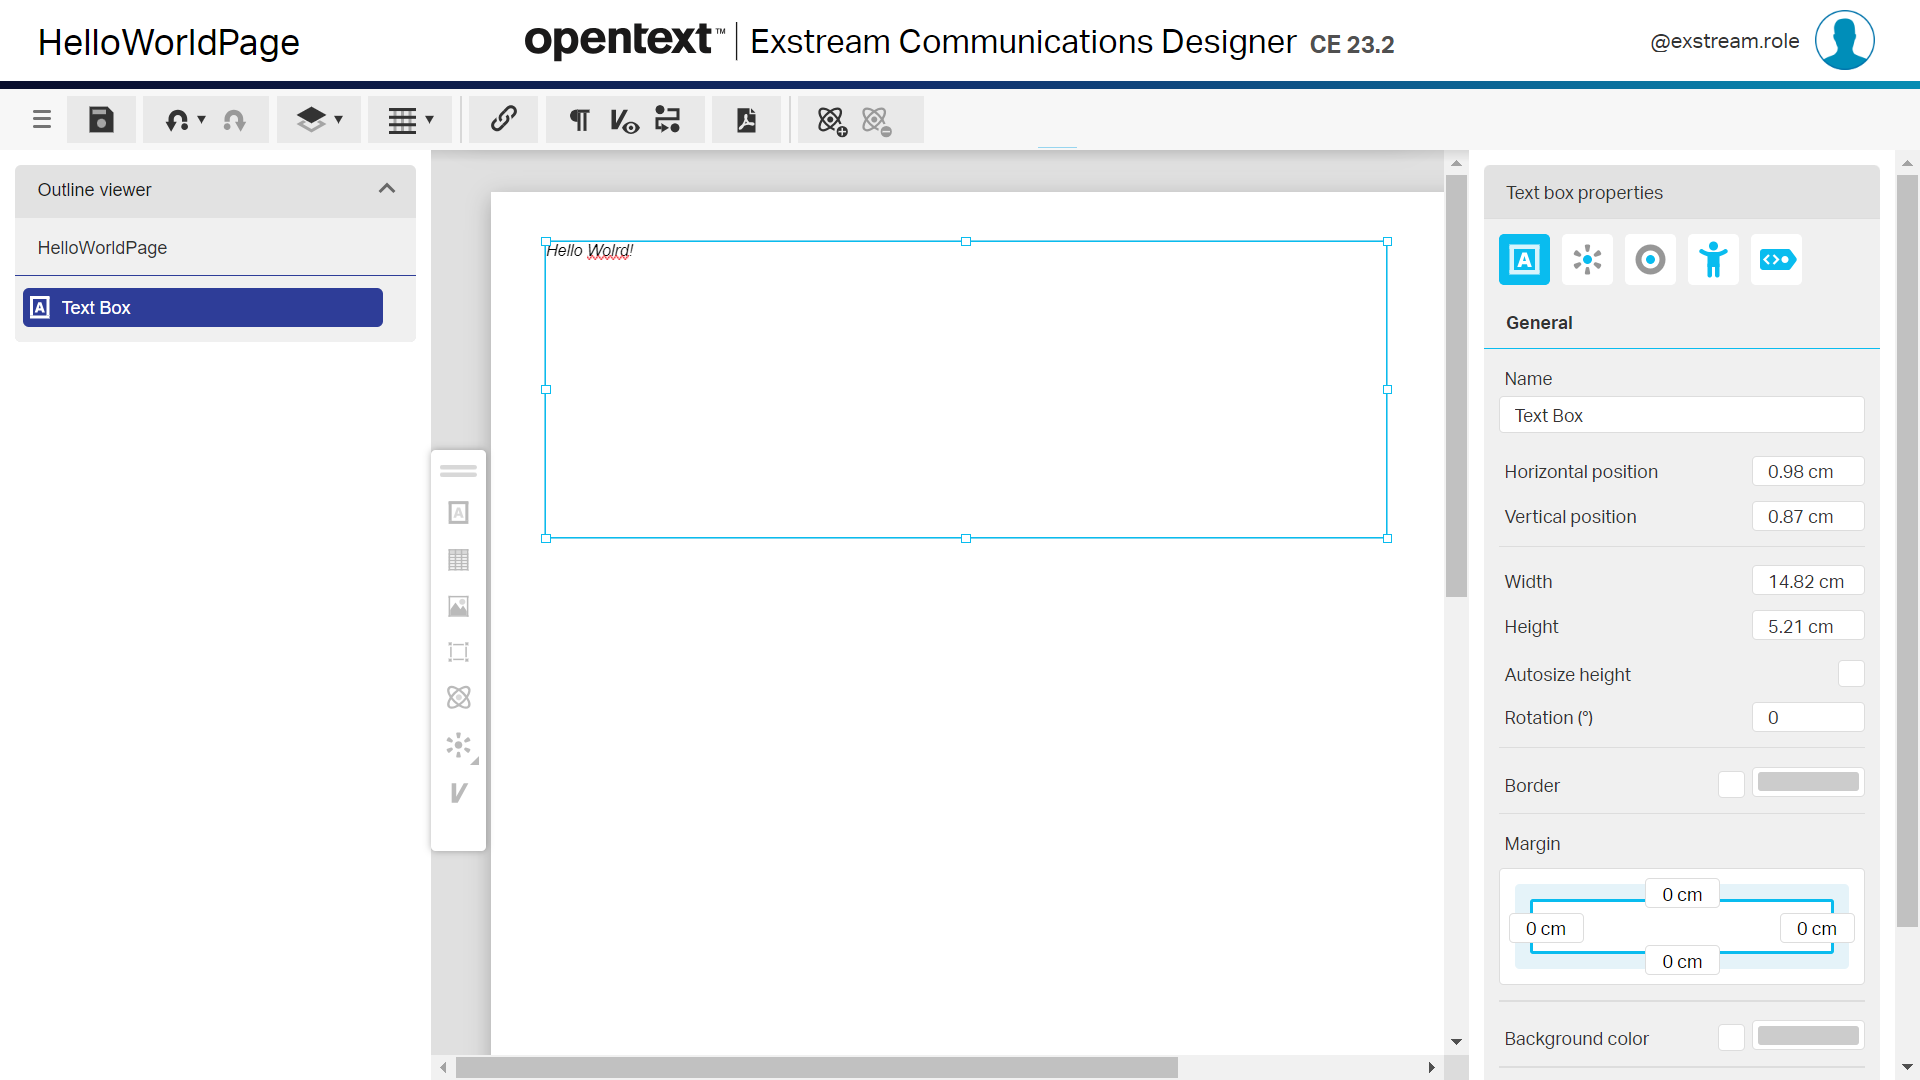 HelloWorldPage
opentext™ | Exstream Communications Designer CE 23.2
@exstream.role
Outline viewer
HelloWorldPage
A Text Box
Hello Wolrd!
Text box properties
General
Name
Text Box
Horizontal position 0.98 cm
Vertical position 0.87 cm
Width 14.82 cm
Height 5.21 cm
Autosize height
Rotation (°) 0
Border
Margin
0 cm
0 cm 0 cm
0 cm
Background color